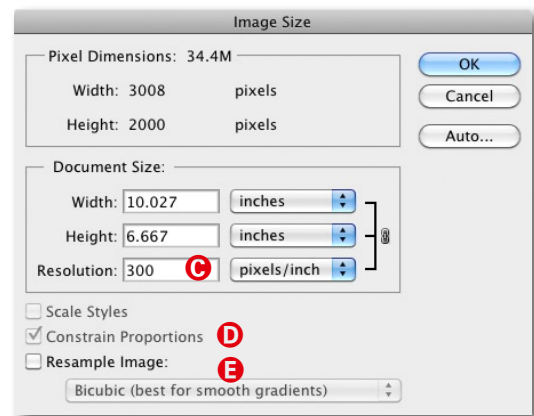 Image Size
Pixel Dimensions: 34.4M
OK
Width: 3008 pixels
Cancel
Height: 2000 pixels
Auto...
Document Size:
Width: 10.027 inches
Height: 6.667 inches
Resolution: 300 C pixels/inch
Scale Styles
Constrain Proportions D
Resample Image: E
Bicubic (best for smooth gradients)